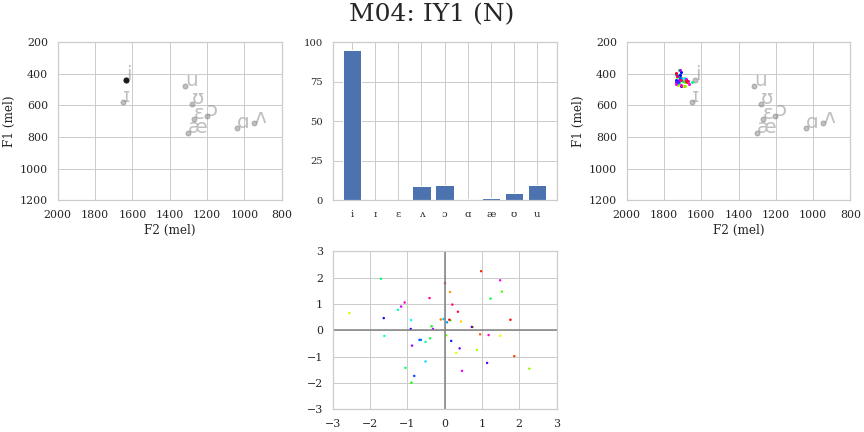 M04: IY1 (N)
200
400
600
800
1000
1200
2000 1800 1600 1400 1200 1000 800
F1 (mel)
F2 (mel)
i
u
ɪ
ʊ
ɛ
ɔ
æ
ɑ
ʌ
100
75
50
25
0
i ɪ ɛ ʌ ɔ ɑ æ ʊ u
200
400
600
800
1000
1200
2000 1800 1600 1400 1200 1000 800
F1 (mel)
F2 (mel)
i
u
ɪ
ʊ
ɛ
ɔ
æ
ɑ
ʌ
3
2
1
0
−1
−2
−3
−3 −2 −1 0 1 2 3